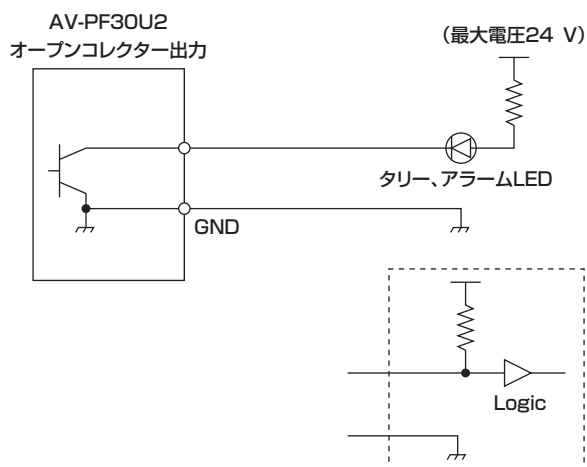 AV-PF30U2
オープンコレクター出力
(最大電圧24 V)
タリー、アラームLED
GND
Logic